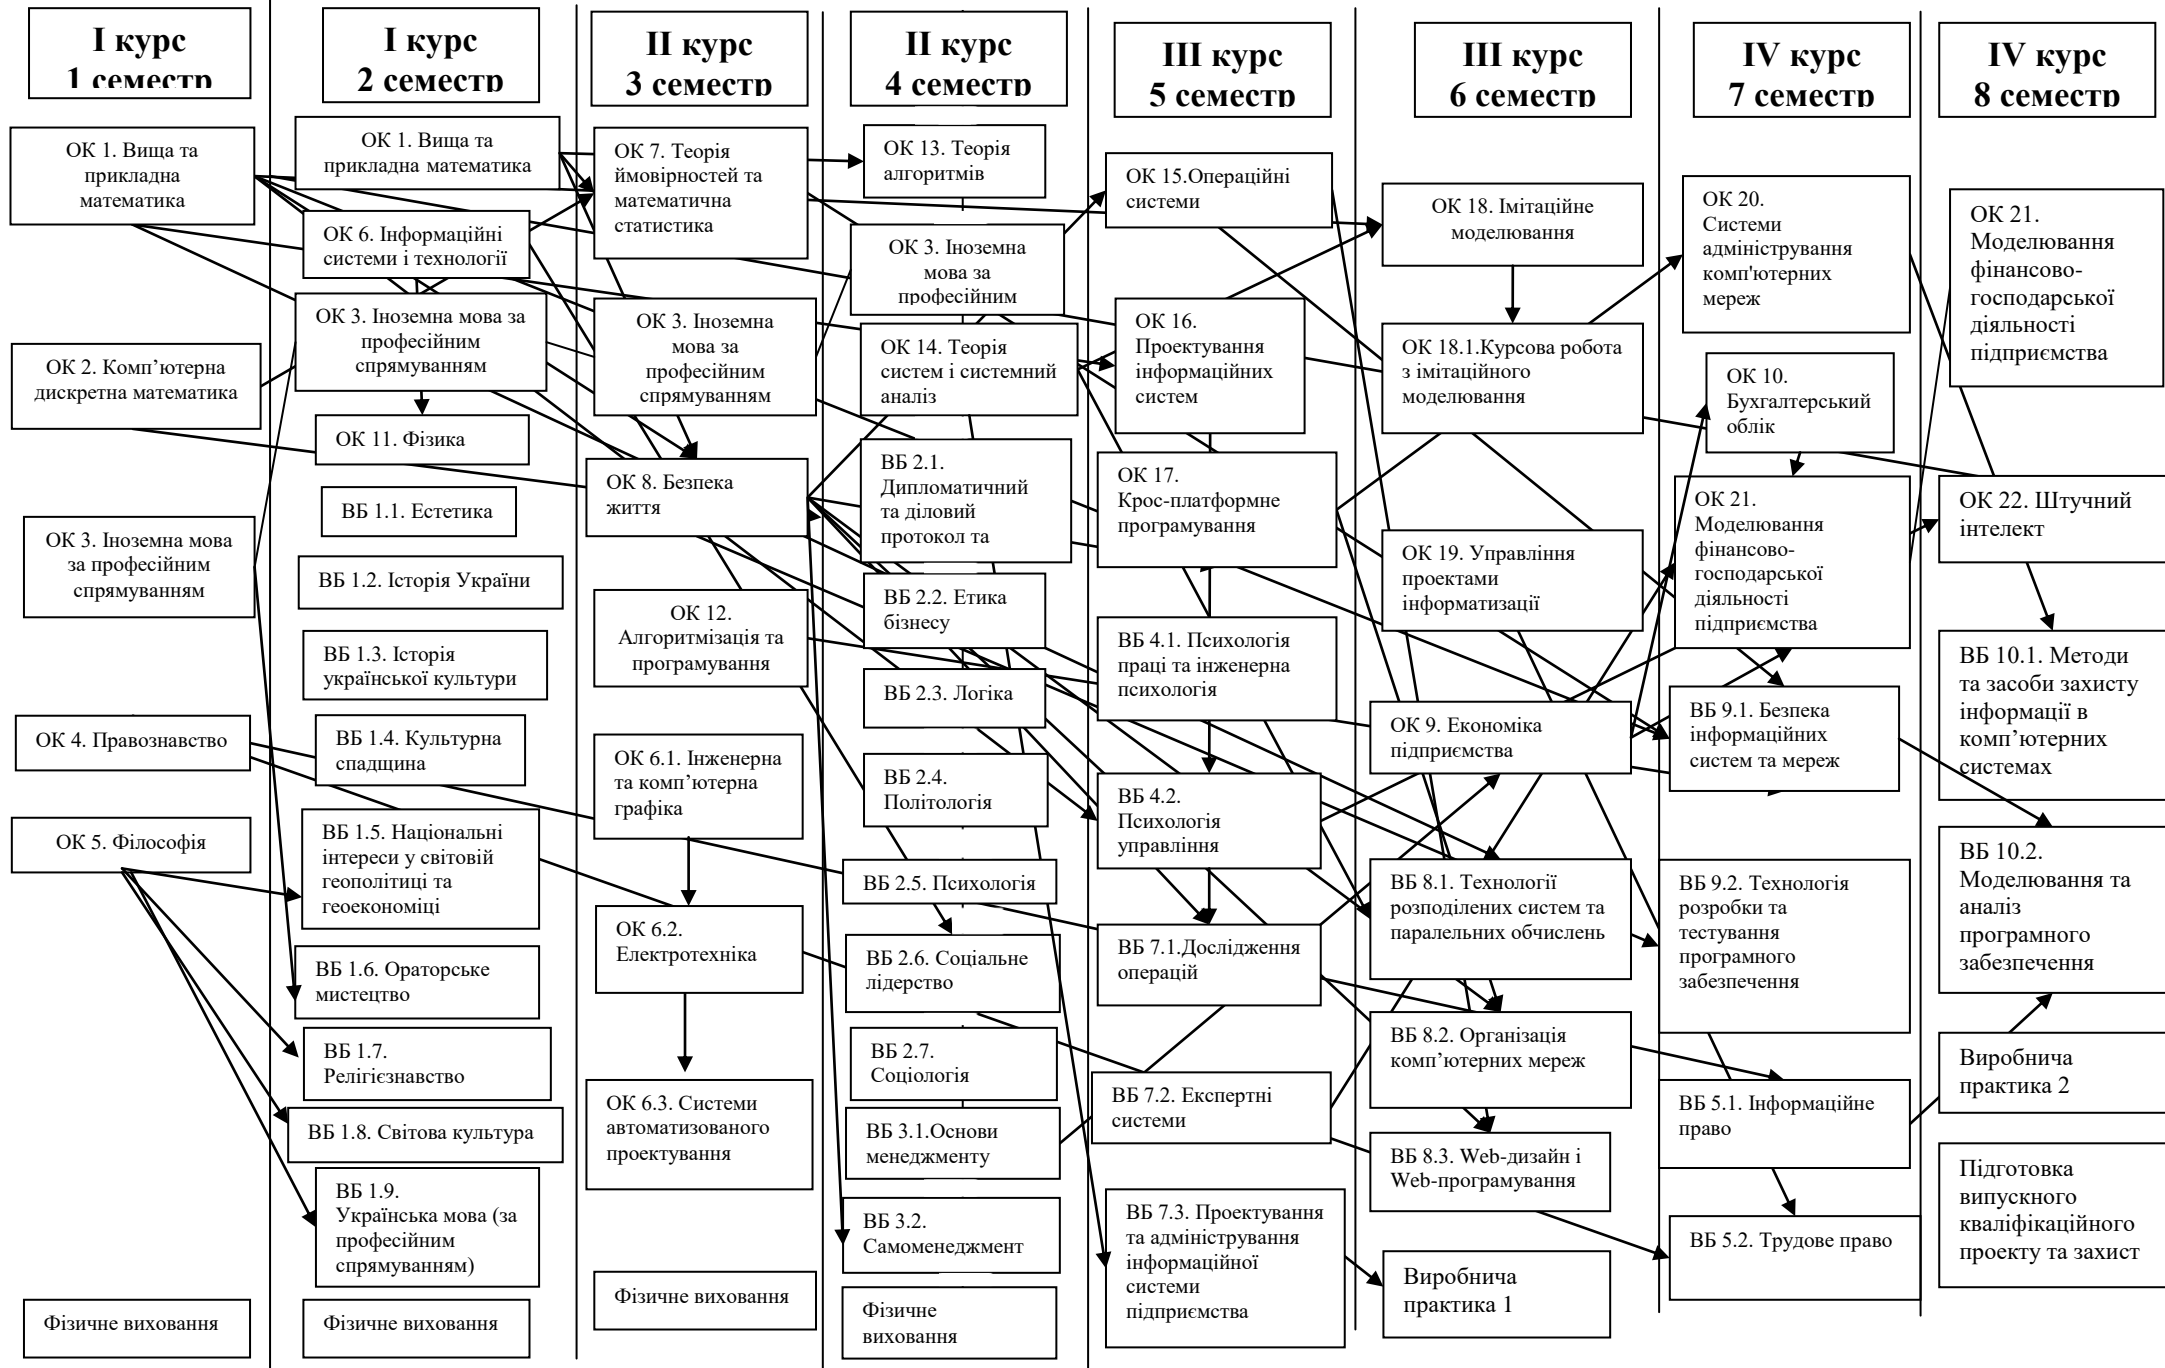 І курс
1 семестр
І курс
2 семестр
ІІ курс
3 семестр
ІІ курс
4 семестр
ІІІ курс
5 семестр
ІІІ курс
6 семестр
IV курс
7 семестр
IV курс
8 семестр
ОК 1. Вища та
прикладна
математика
ОК 2. Комп’ютерна
дискретна математика
ОК 3. Іноземна мова
за професійним
спрямуванням
ОК 4. Правознавство
ОК 5. Філософія
Фізичне виховання
ОК 1. Вища та
прикладна математика
ОК 6. Інформаційні
системи і технології
ОК 3. Іноземна мова за
професійним
спрямуванням
ОК 11. Фізика
ВБ 1.1. Естетика
ВБ 1.2. Історія України
ВБ 1.3. Історія
української культури
ВБ 1.4. Культурна
спадщина
ВБ 1.5. Національні
інтереси у світовій
геополітиці та
геоекономіці
ВБ 1.6. Ораторське
мистецтво
ВБ 1.7.
Релігієзнавство
ВБ 1.8. Світова культура
ВБ 1.9.
Українська мова (за
професійним
спрямуванням)
Фізичне виховання
ОК 7. Теорія
ймовірностей та
математична
статистика
ОК 3. Іноземна
мова за
професійним
спрямуванням
ОК 8. Безпека
життя
ОК 12.
Алгоритмізація та
програмування
ОК 6.1. Інженерна
та комп’ютерна
графіка
ОК 6.2.
Електротехніка
ОК 6.3. Системи
автоматизованого
проектування
Фізичне виховання
ОК 13. Теорія
алгоритмів
ОК 3. Іноземна
мова за
професійним
ОК 14. Теорія
систем і системний
аналіз
ВБ 2.1.
Дипломатичний
та діловий
протокол та
ВБ 2.2. Етика
бізнесу
ВБ 2.3. Логіка
ВБ 2.4.
Політологія
ВБ 2.5. Психологія
ВБ 2.6. Соціальне
лідерство
ВБ 2.7.
Соціологія
ВБ 3.1.Основи
менеджменту
ВБ 3.2.
Самоменеджмент
Фізичне
виховання
ОК 15.Операційні
системи
ОК 16.
Проектування
інформаційних
систем
ОК 17.
Крос-платформне
програмування
ВБ 4.1. Психологія
праці та інженерна
психологія
ВБ 4.2.
Психологія
управління
ВБ 7.1.Дослідження
операцій
ВБ 7.2. Експертні
системи
ВБ 7.3. Проектування
та адміністрування
інформаційної
системи
підприємства
ОК 18. Імітаційне
моделювання
ОК 18.1.Курсова робота
з імітаційного
моделювання
ОК 19. Управління
проектами
інформатизації
ОК 9. Економіка
підприємства
ВБ 8.1. Технології
розподілених систем та
паралельних обчислень
ВБ 8.2. Організація
комп’ютерних мереж
ВБ 8.3. Web-дизайн і
Web-програмування
Виробнича
практика 1
ОК 20.
Системи
адміністрування
комп'ютерних
мереж
ОК 10.
Бухгалтерський
облік
ОК 21.
Моделювання
фінансово-
господарської
діяльності
підприємства
ВБ 9.1. Безпека
інформаційних
систем та мереж
ВБ 9.2. Технологія
розробки та
тестування
програмного
забезпечення
ВБ 5.1. Інформаційне
право
ВБ 5.2. Трудове право
ОК 21.
Моделювання
фінансово-
господарської
діяльності
підприємства
ОК 22. Штучний
інтелект
ВБ 10.1. Методи
та засоби захисту
інформації в
комп’ютерних
системах
ВБ 10.2.
Моделювання та
аналіз
програмного
забезпечення
Виробнича
практика 2
Підготовка
випускного
кваліфікаційного
проекту та захист